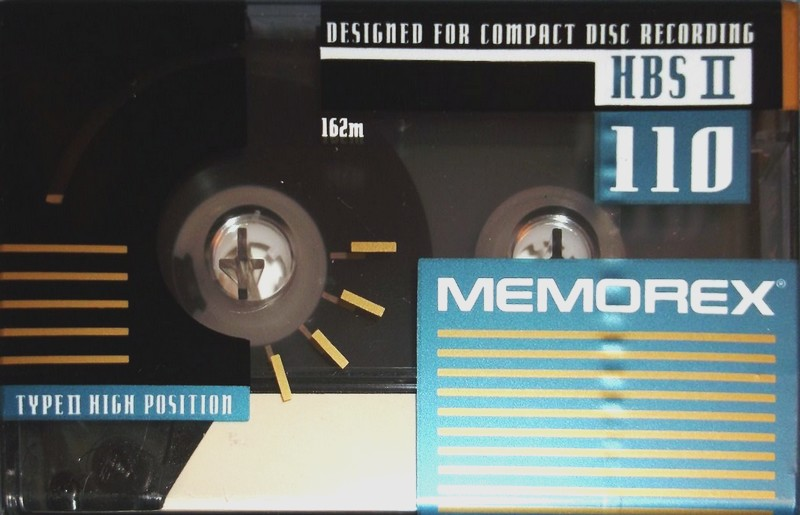 DESIGNED FOR COMPACT DISC RECORDING
HBS II
162m
110
MEMOREX®
TYPE II HIGH POSITION